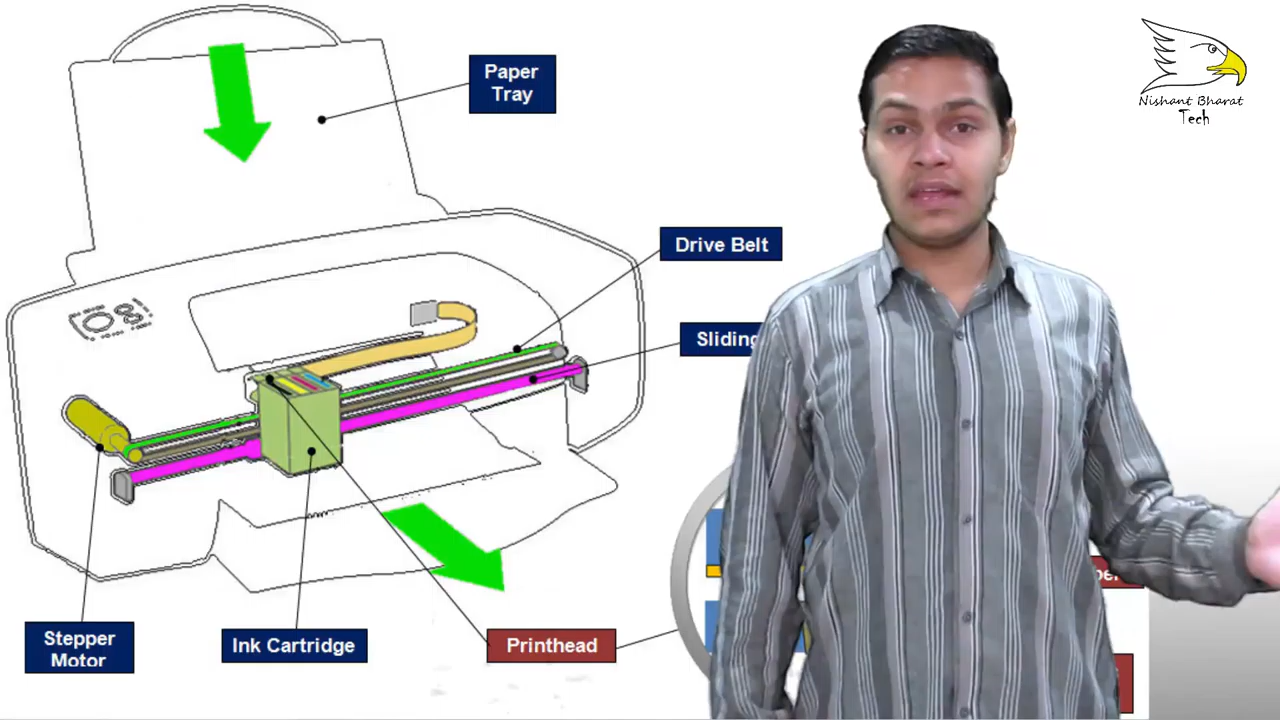 Nishant Bharat
Tech
Paper
Tray
Drive Belt
Sliding
Stepper
Motor
Ink Cartridge
Printhead